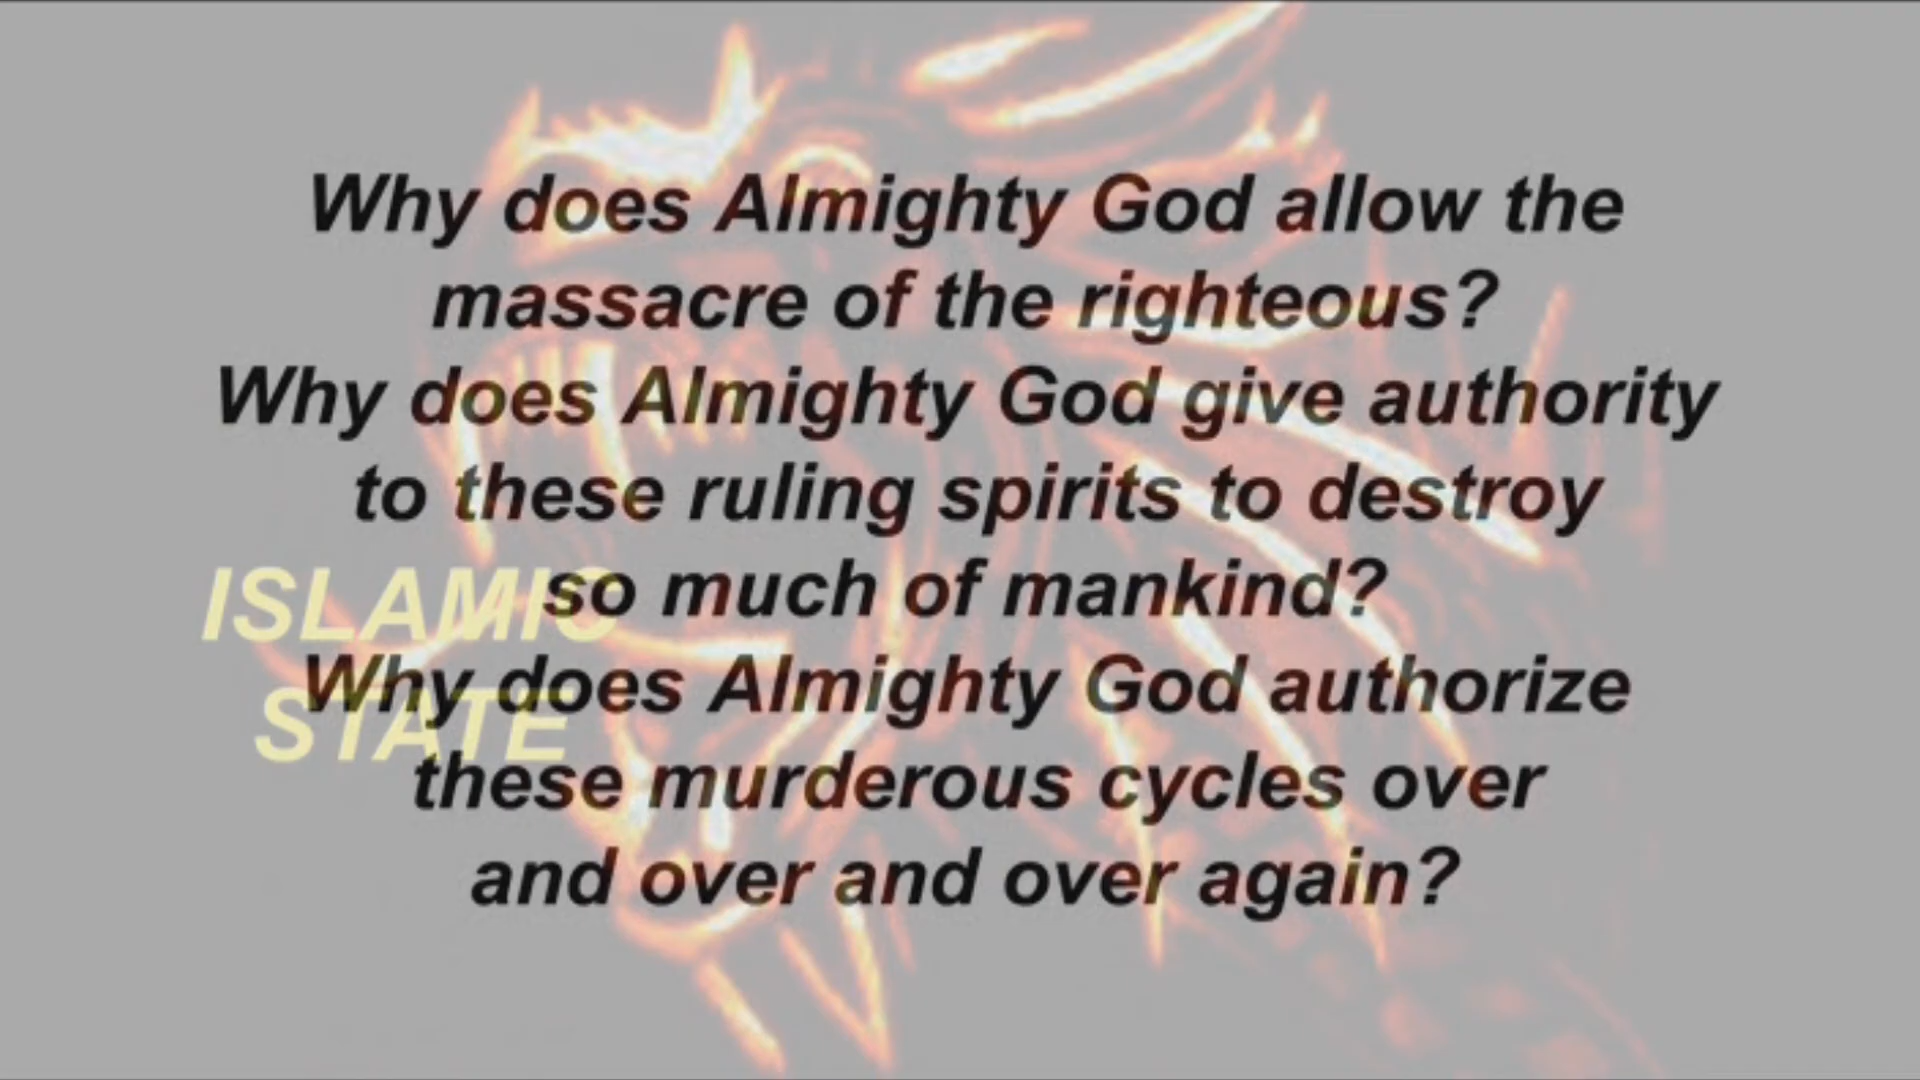 Why does Almighty God allow the
massacre of the righteous?
Why does Almighty God give authority
to these ruling spirits to destroy
so much of mankind?
ISLAMIC
Why does Almighty God authorize
STATE
these murderous cycles over
and over and over again?